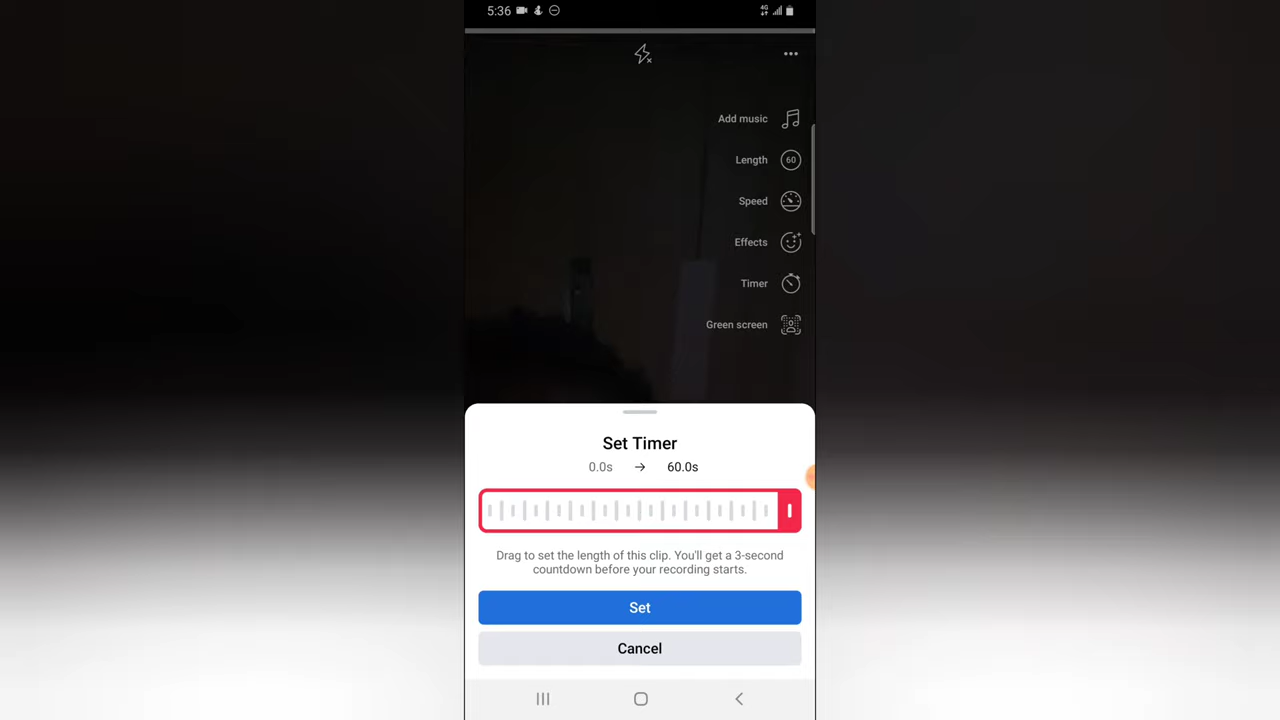 5:36
4G
Add music
Length 60
Speed
Effects
Timer
Green screen
Set Timer
0.0s → 60.0s
Drag to set the length of this clip. You'll get a 3-second
countdown before your recording starts.
Set
Cancel